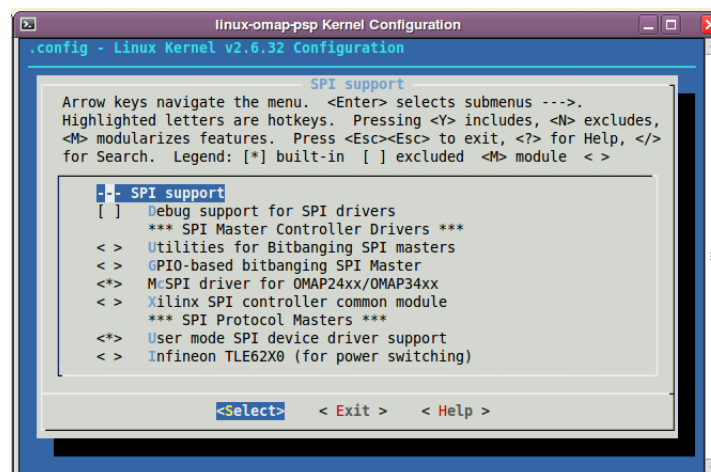 linux-omap-psp Kernel Configuration
.config - Linux Kernel v2.6.32 Configuration
SPI support
Arrow keys navigate the menu.  <Enter> selects submenus --->.
Highlighted letters are hotkeys.  Pressing <Y> includes, <N> excludes,
<M> modularizes features.  Press <Esc><Esc> to exit, <?> for Help, </>
for Search.  Legend: [*] built-in  [ ] excluded  <M> module  < >
--- SPI support
[ ]   Debug support for SPI drivers
*** SPI Master Controller Drivers ***
< >   Utilities for Bitbanging SPI masters
< >   GPIO-based bitbanging SPI Master
<*>   McSPI driver for OMAP24xx/OMAP34xx
< >   Xilinx SPI controller common module
*** SPI Protocol Masters ***
<*>   User mode SPI device driver support
< >   Infineon TLE62X0 (for power switching)
<Select>    < Exit >    < Help >